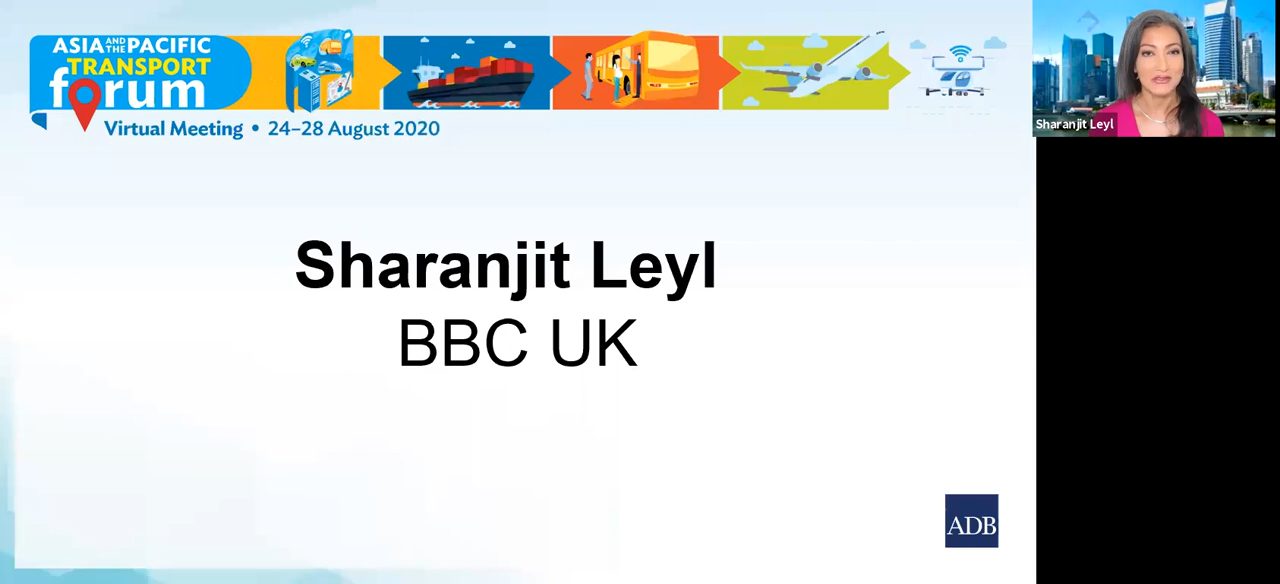 ASIA AND THE PACIFIC
TRANSPORT
forum
Virtual Meeting • 24–28 August 2020
Sharanjit Leyl
Sharanjit Leyl
BBC UK
ADB